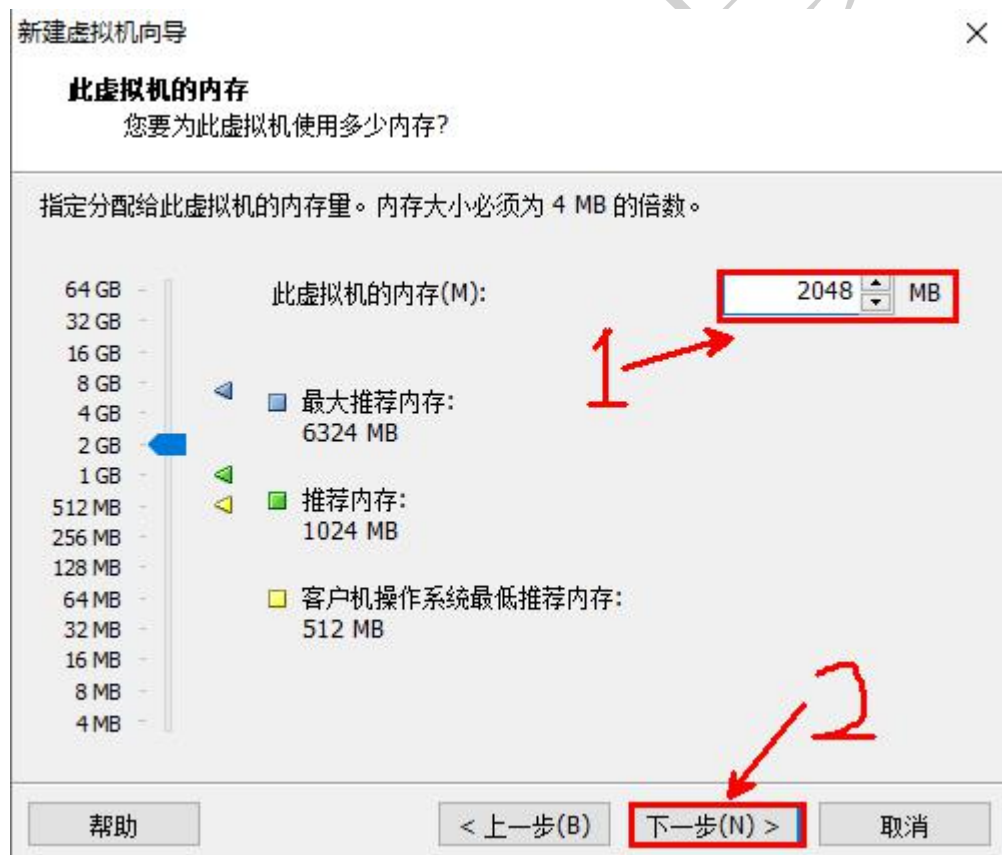 新建虚拟机向导
此虚拟机的内存
您要为此虚拟机使用多少内存?
指定分配给此虚拟机的内存量。内存大小必须为 4 MB 的倍数。
64 GB
32 GB
16 GB
8 GB
4 GB
2 GB
1 GB
512 MB
256 MB
128 MB
64 MB
32 MB
16 MB
8 MB
4 MB
此虚拟机的内存(M):
2048 MB
1
最大推荐内存:
6324 MB
推荐内存:
1024 MB
客户机操作系统最低推荐内存:
512 MB
2
帮助
< 上一步(B)
下一步(N) >
取消